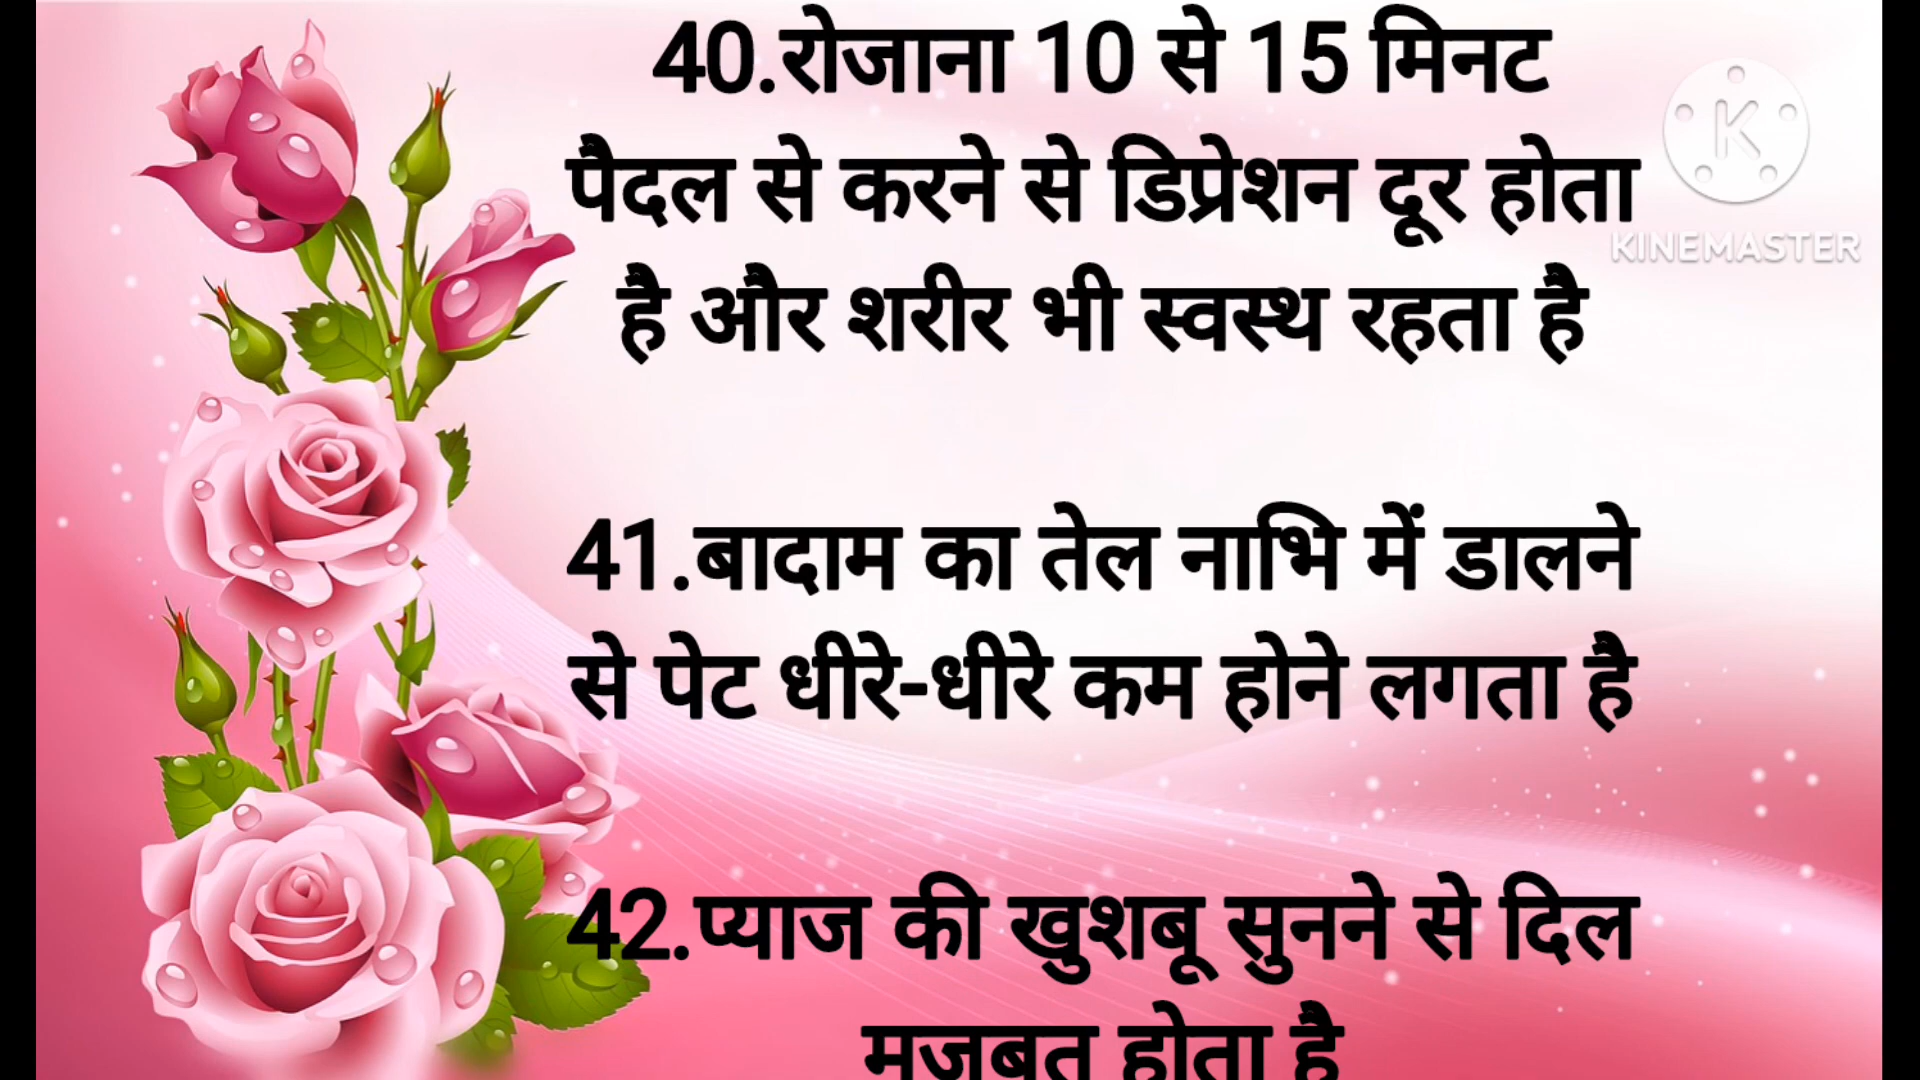 40.रोजाना 10 से 15 मिनट
पैदल से करने से डिप्रेशन दूर होता
है और शरीर भी स्वस्थ रहता है
41.बादाम का तेल नाभि में डालने
से पेट धीरे-धीरे कम होने लगता है
42.प्याज की खुशबू सुनने से दिल
मजबूत होता है
K
KINEMASTER